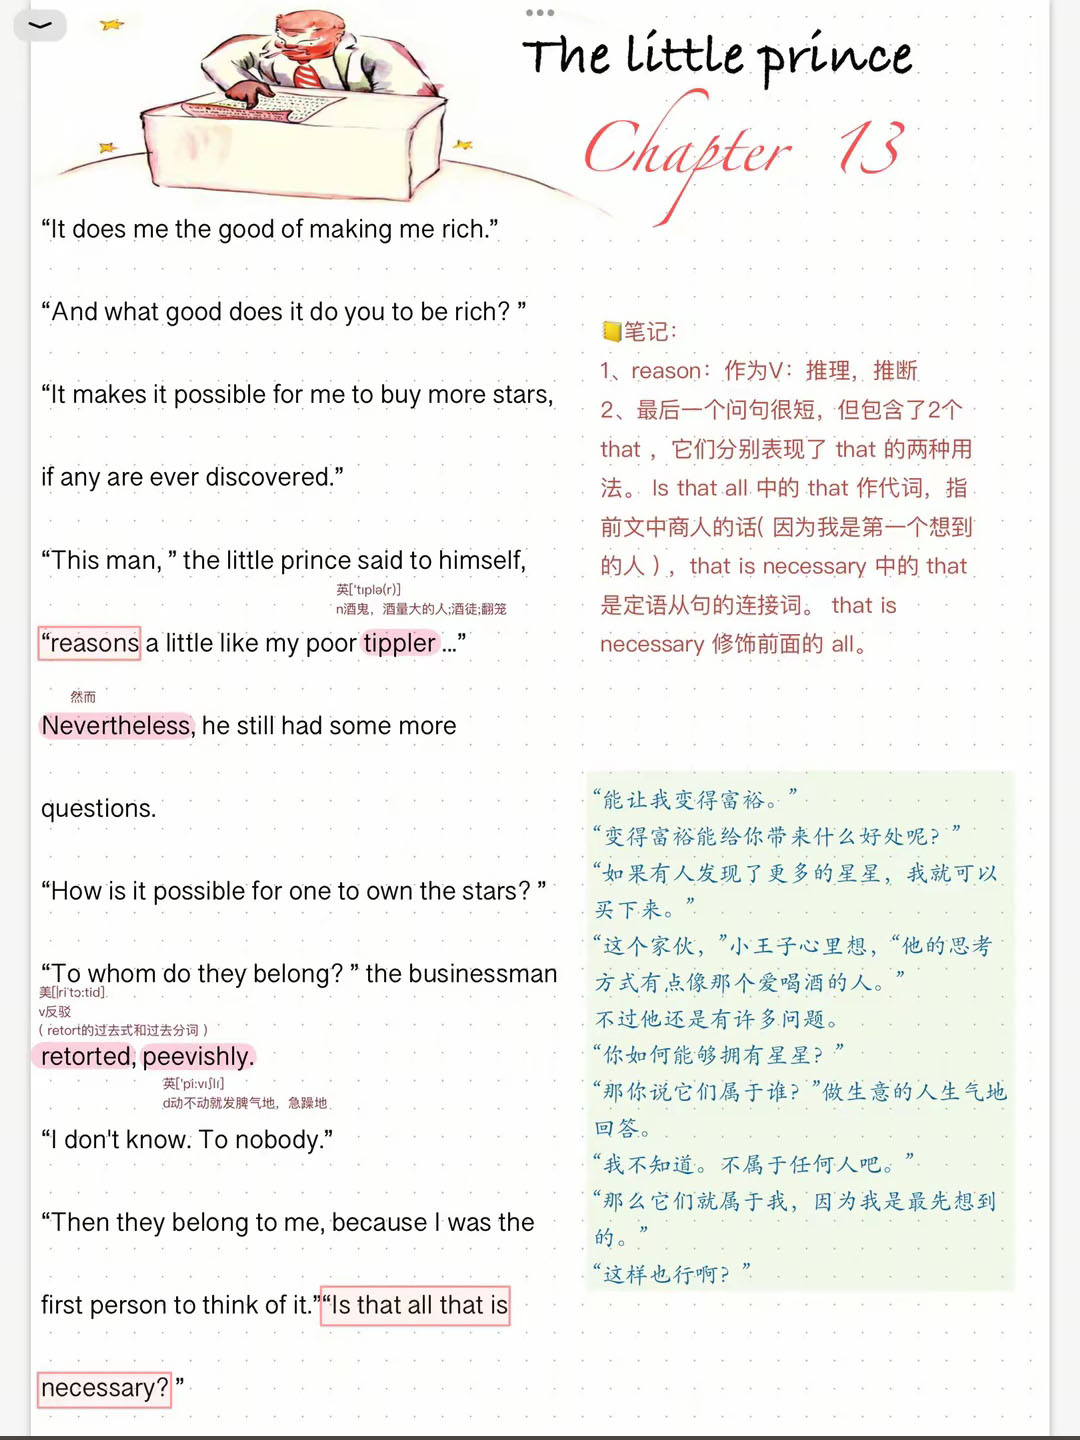 The little prince
Chapter 13
“It does me the good of making me rich.”
“And what good does it do you to be rich? ”
“It makes it possible for me to buy more stars,
if any are ever discovered.”
“This man, ” the little prince said to himself,
英['tɪplə(r)]
n酒鬼，酒量大的人;酒徒;翻笼
“reasons a little like my poor tippler ...”
然而
Nevertheless, he still had some more
questions.
“How is it possible for one to own the stars? ”
“To whom do they belong? ” the businessman
美[|ri'tɔ:tid]
v反驳
( retort的过去式和过去分词 )
retorted, peevishly.
英['pi:vɪʃlɪ]
d动不动就发脾气地，急躁地
“I don't know. To nobody.”
“Then they belong to me, because I was the
first person to think of it.”“Is that all that is
necessary? ”
📒笔记：
1、reason：作为V：推理，推断
2、最后一个问句很短，但包含了2个
that ，它们分别表现了 that 的两种用
法。 Is that all 中的 that 作代词，指
前文中商人的话( 因为我是第一个想到
的人 ) ，that is necessary 中的 that
是定语从句的连接词。 that is
necessary 修饰前面的 all。
“能让我变得富裕。”
“变得富裕能给你带来什么好处呢？”
“如果有人发现了更多的星星，我就可以
买下来。”
“这个家伙，”小王子心里想，“他的思考
方式有点像那个爱喝酒的人。”
不过他还是有许多问题。
“你如何能够拥有星星？”
“那你说它们属于谁？”做生意的人生气地
回答。
“我不知道。不属于任何人吧。”
“那么它们就属于我，因为我是最先想到
的。”
“这样也行啊？”